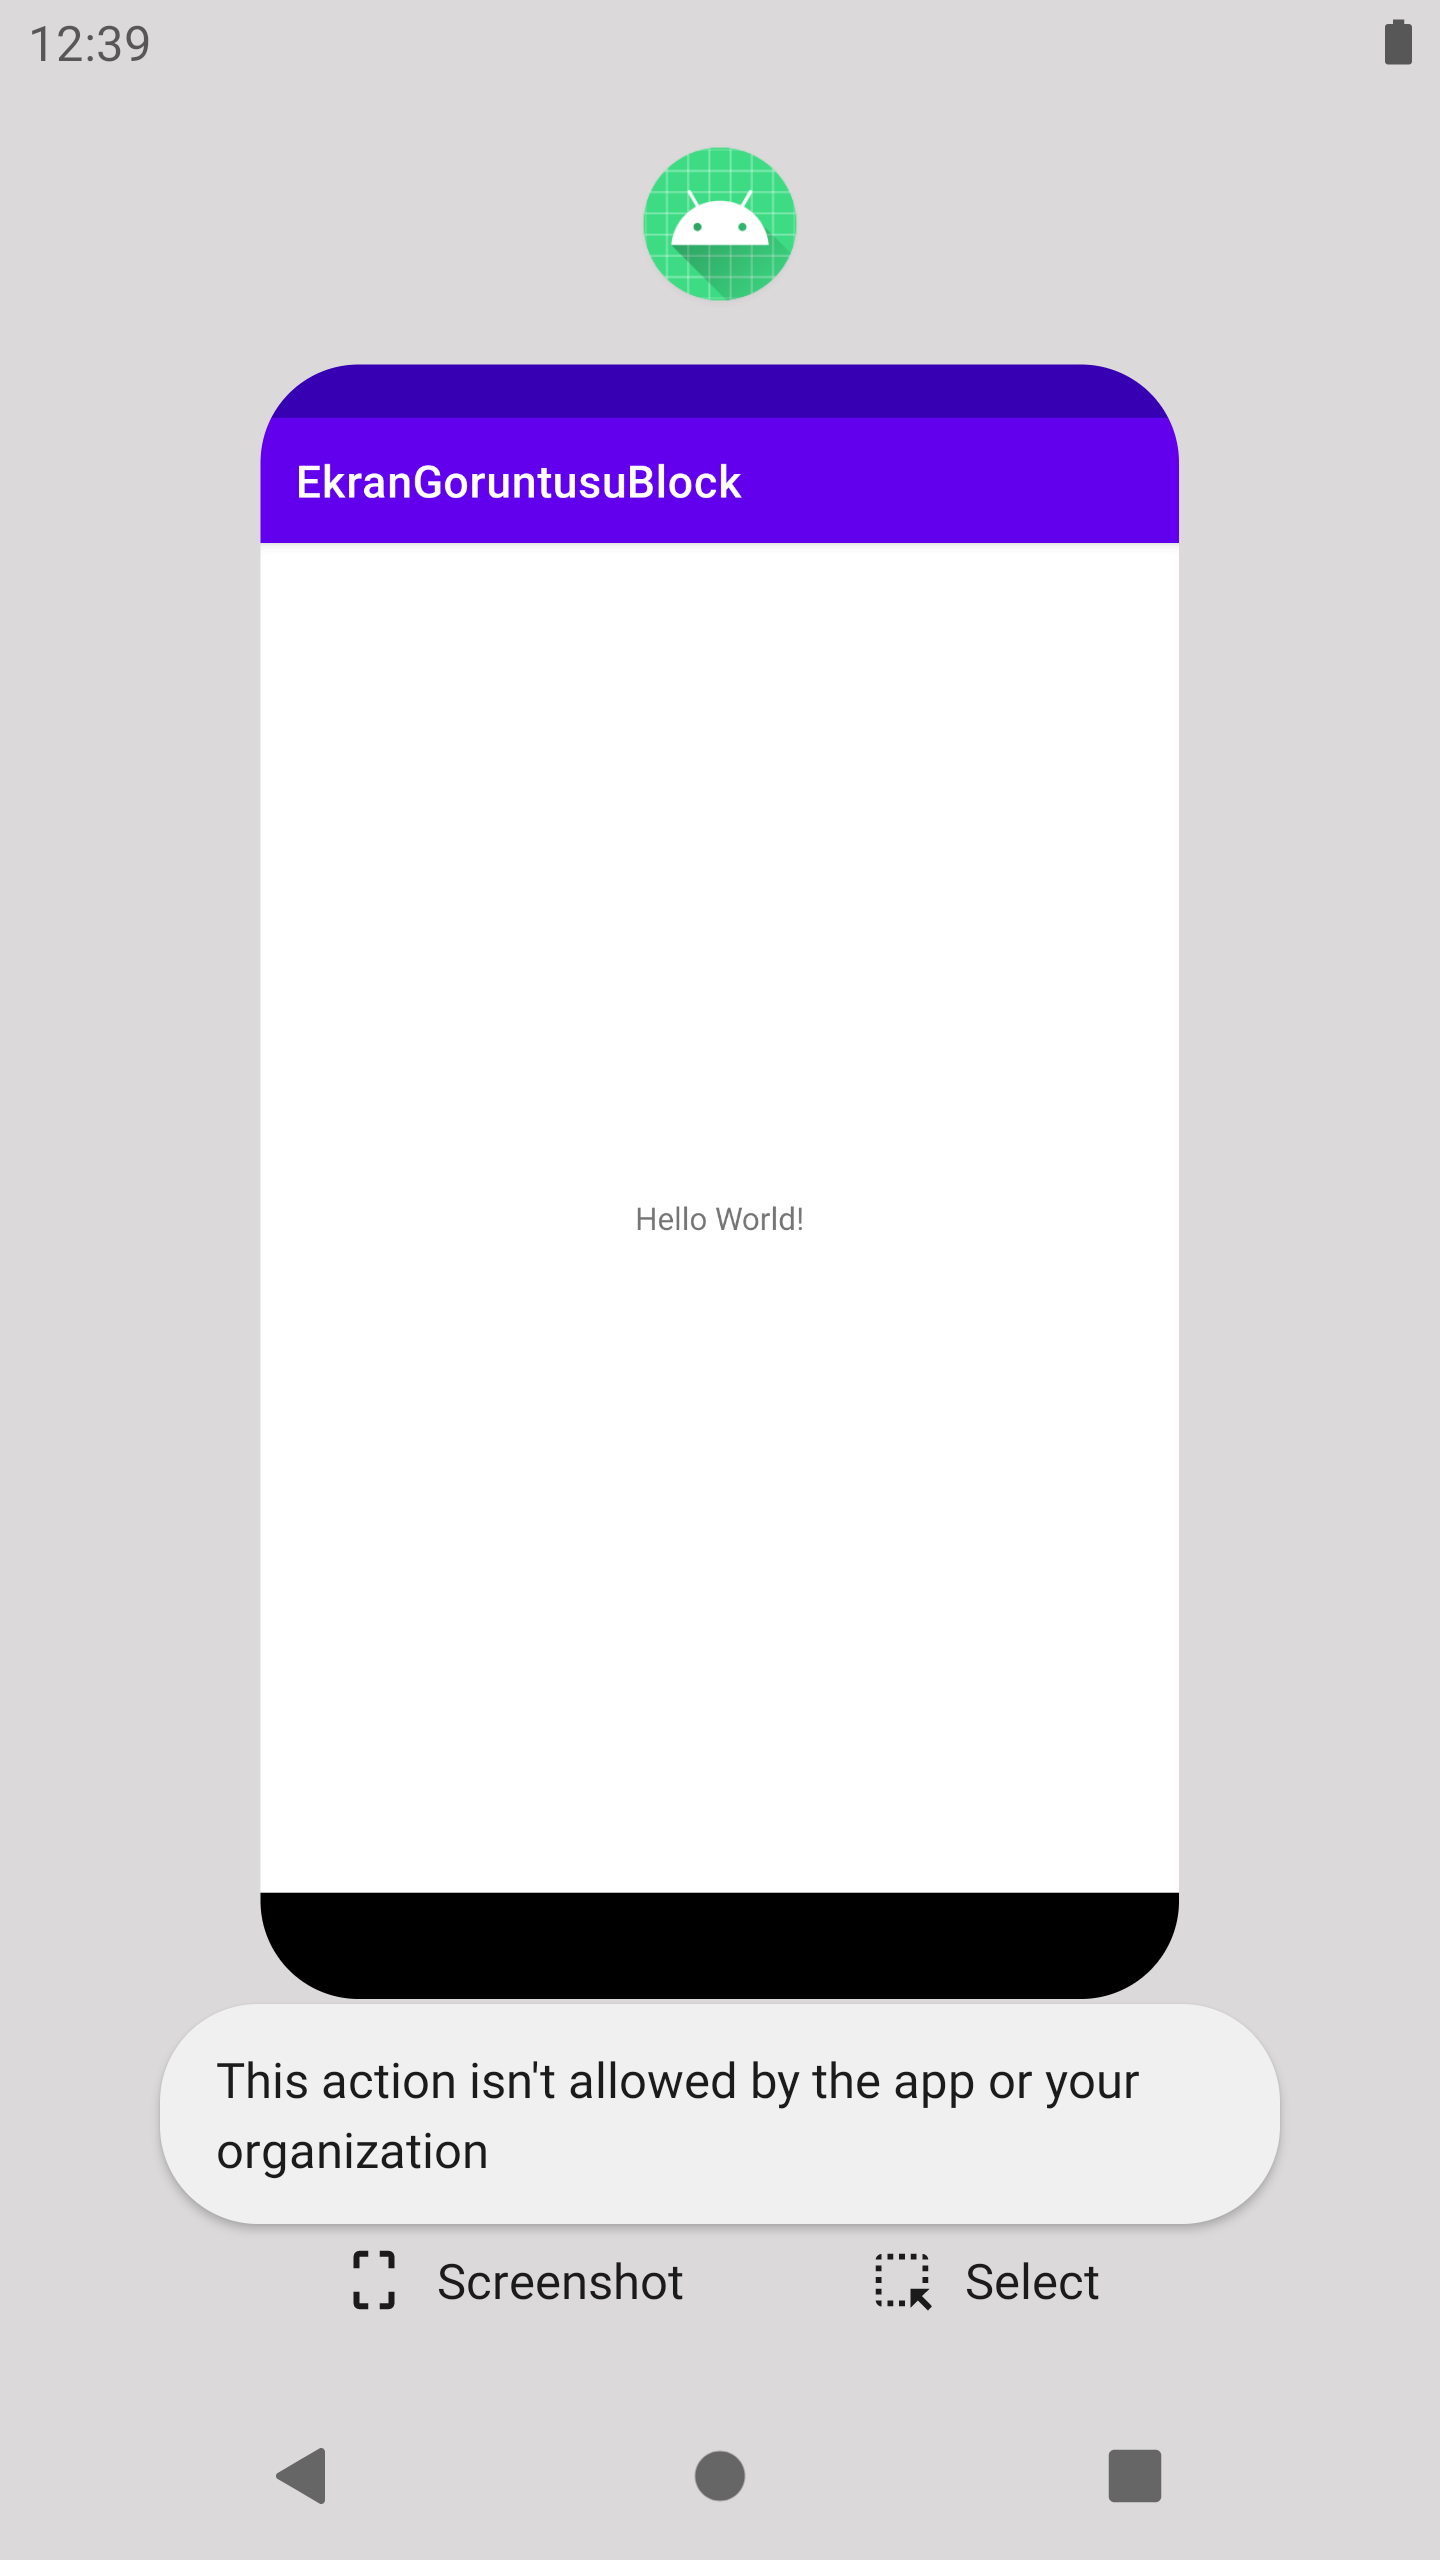 12:39
EkranGoruntusuBlock
Hello World!
This action isn't allowed by the app or your
organization
Screenshot
Select